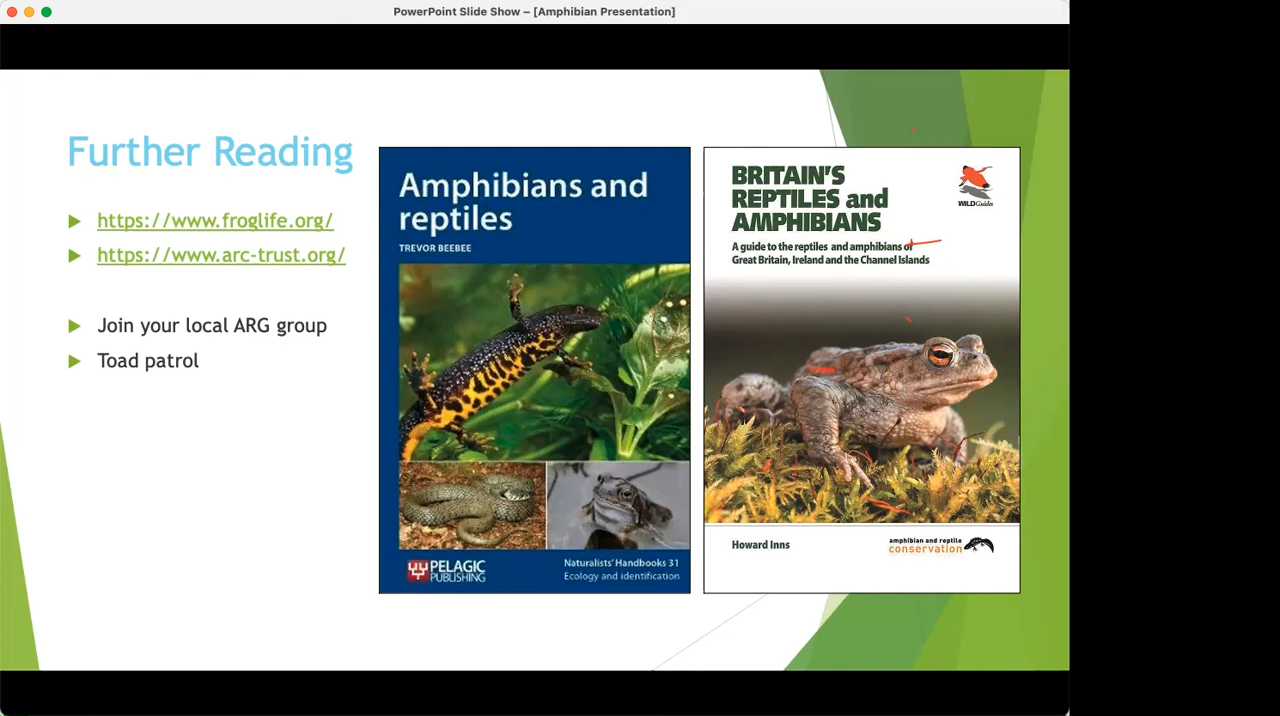 PowerPoint Slide Show – [Amphibian Presentation]
Further Reading
https://www.froglife.org/
https://www.arc-trust.org/
Join your local ARG group
Toad patrol
Amphibians and
reptiles
TREVOR BEEBEE
PELAGIC
PUBLISHING
Naturalists' Handbooks 31
Ecology and identification
BRITAIN'S
REPTILES and
AMPHIBIANS
WILDGuides
A guide to the reptiles and amphibians of
Great Britain, Ireland and the Channel Islands
Howard Inns
amphibian and reptile
conservation